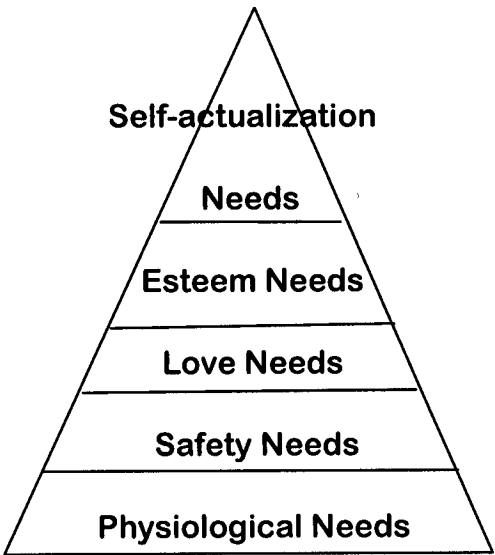 Self-actualization
Needs
Esteem Needs
Love Needs
Safety Needs
Physiological Needs